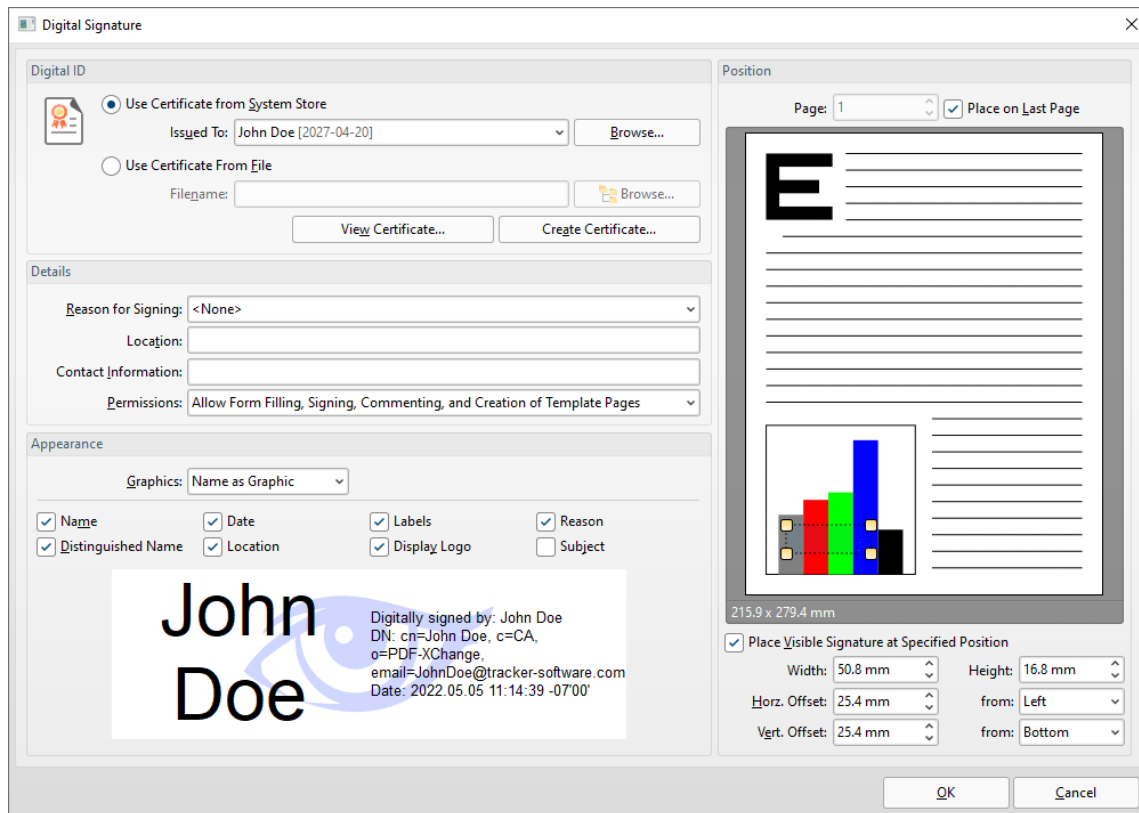 Digital Signature
Digital ID
Use Certificate from System Store
Issued To: John Doe [2027-04-20] Browse...
Use Certificate From File
Filename: Browse...
View Certificate... Create Certificate...
Details
Reason for Signing: <None>
Location:
Contact Information:
Permissions: Allow Form Filling, Signing, Commenting, and Creation of Template Pages
Appearance
Graphics: Name as Graphic
Name Date Labels Reason
Distinguished Name Location Display Logo Subject
John
Doe
Digitally signed by: John Doe
DN: cn=John Doe, c=CA,
o=PDF-XChange,
email=JohnDoe@tracker-software.com
Date: 2022.05.05 11:14:39 -07'00'
Position
Page: 1 Place on Last Page
E
215.9 x 279.4 mm
Place Visible Signature at Specified Position
Width: 50.8 mm Height: 16.8 mm
Horz. Offset: 25.4 mm from: Left
Vert. Offset: 25.4 mm from: Bottom
OK Cancel